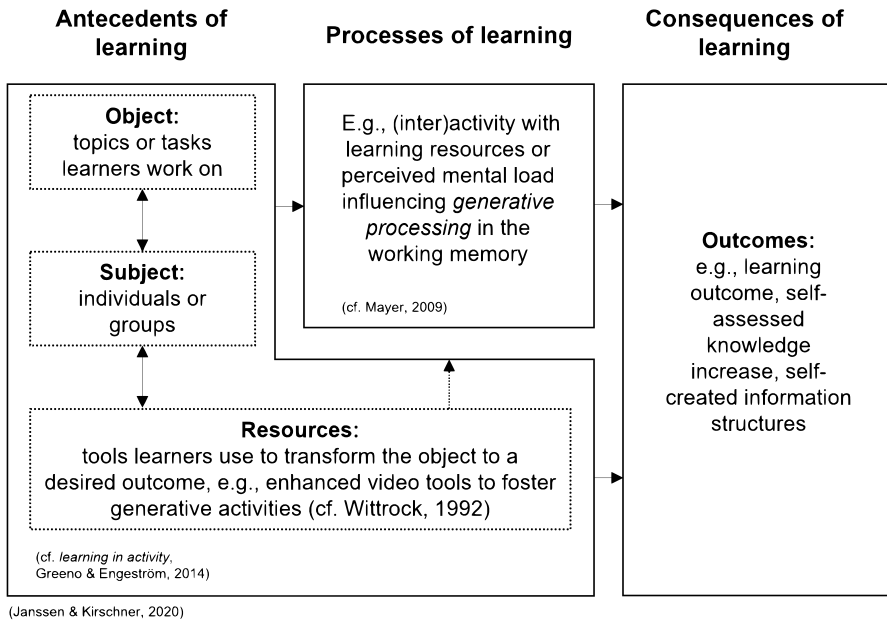 Antecedents of
learning
Processes of learning
Consequences of
learning
Object:
topics or tasks
learners work on
Subject:
individuals or
groups
Resources:
tools learners use to transform the object to a
desired outcome, e.g., enhanced video tools to foster
generative activities (cf. Wittrock, 1992)
(cf. learning in activity,
Greeno & Engeström, 2014)
E.g., (inter)activity with
learning resources or
perceived mental load
influencing generative
processing in the
working memory
(cf. Mayer, 2009)
Outcomes:
e.g., learning
outcome, self-
assessed
knowledge
increase, self-
created information
structures
(Janssen & Kirschner, 2020)